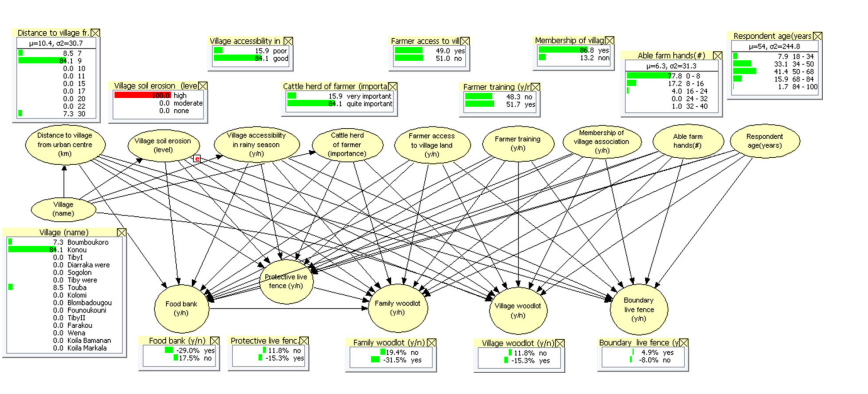 Distance to village fr.
μ=10.4, σ2=30.7
8.5 7
84.1 9
0.0 10
0.0 11
0.0 15
0.0 17
0.0 20
0.0 22
7.3 30
Village soil erosion (leve
100.0 high
0.0 moderate
0.0 none
Village accessibility in
15.9 poor
84.1 good
Cattle herd of farmer (importa
15.9 very important
84.1 quite important
Farmer access to vill
49.0 yes
51.0 no
Farmer training (y/r
48.3 no
51.7 yes
Membership of villag
86.8 yes
13.2 non
Able farm hands(#)
μ=6.3, σ2=31.3
77.8 0 - 8
17.2 8 - 16
4.0 16 - 24
0.0 24 - 32
1.0 32 - 40
Respondent age(years
μ=54, σ2=244.8
7.9 18 - 34
33.1 34 - 50
41.4 50 - 68
15.9 68 - 84
1.7 84 - 100
Distance to village
from urban centre
(km)
Village soil erosion
(level)
Village accessibility
in rainy season
(y/n)
Cattle herd
of farmer
(importance)
Farmer access
to village land
(y/n)
Farmer training
(y/n)
Membership of
village association
(y/n)
Able farm
hands(#)
Respondent
age(years)
e
Village
(name)
Village (name)
7.3 Boumboukoro
84.1 Konou
0.0 TibyI
0.0 Diarraka were
0.0 Sogolon
0.0 Tiby were
8.5 Touba
0.0 Kolomi
0.0 Blombadougou
0.0 Founoukouni
0.0 TibyII
0.0 Farakou
0.0 Wena
0.0 Koila Bamanan
0.0 Koila Markala
Food bank
(y/n)
Protective live
fence (y/n)
Family woodlot
(y/n)
Village woodlot
(y/n)
Boundary
live fence
(y/n)
Food bank (y/n)
-29.0% yes
17.5% no
Protective live fenc
11.8% no
-15.3% yes
Family woodlot (y/n)
19.4% no
-31.5% yes
Village woodlot (y/n)
11.8% no
-15.3% yes
Boundary live fence (y
4.9% yes
-8.0% no